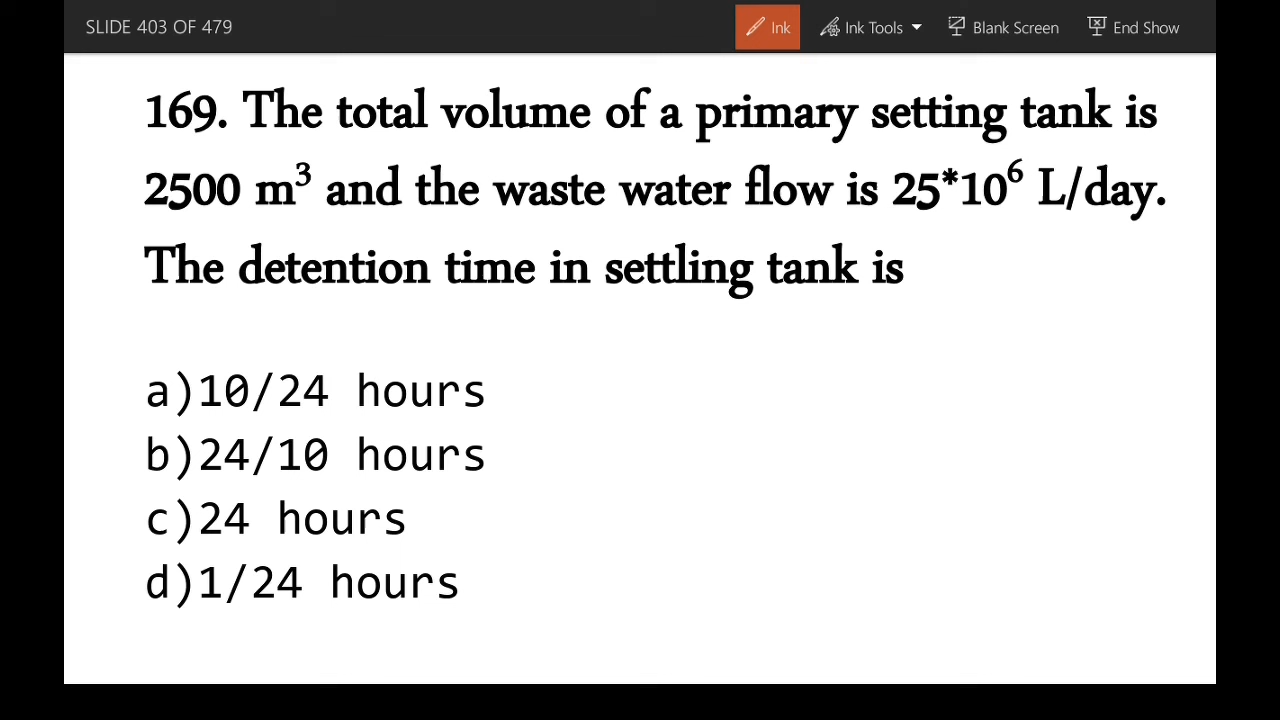 SLIDE 403 OF 479
Ink
Ink Tools
Blank Screen
End Show
169. The total volume of a primary setting tank is
2500 m³ and the waste water flow is 25*10⁶ L/day.
The detention time in settling tank is
a)10/24 hours
b)24/10 hours
c)24 hours
d)1/24 hours